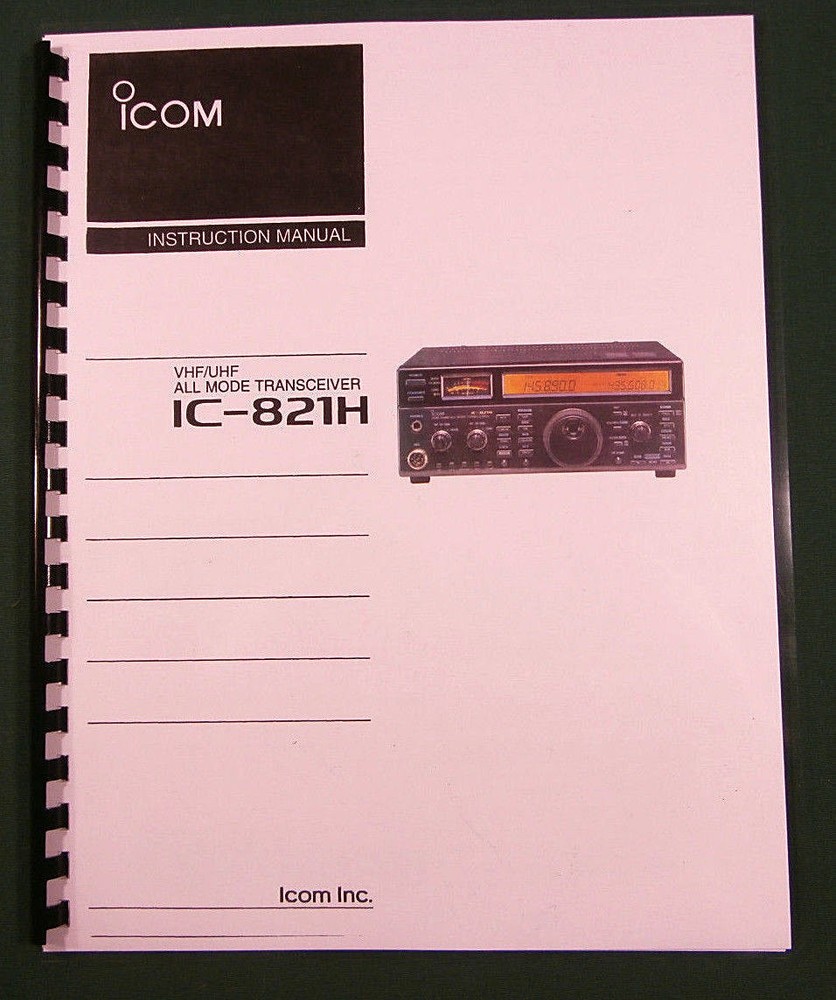 ICOM
INSTRUCTION MANUAL
VHF/UHF
ALL MODE TRANSCEIVER
IC-821H
145.890.0
Icom Inc.